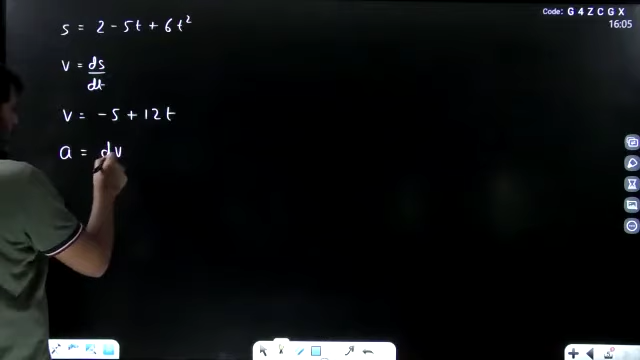 Code: G 4 Z C G X
16:05
s = 2 - 5t + 6t²
v = ds
dt
v = -5 + 12t
a = dv